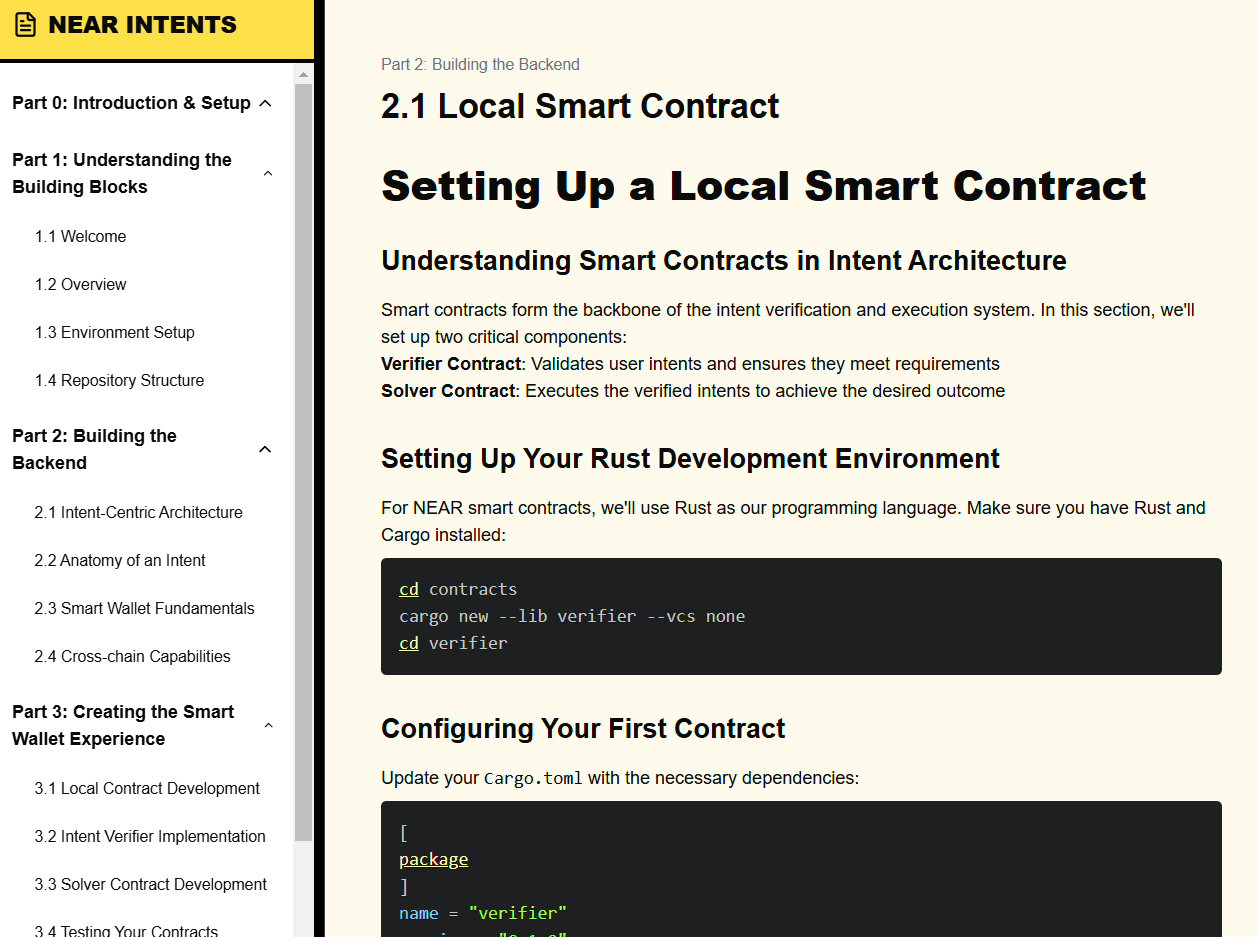 NEAR INTENTS
Part 0: Introduction & Setup
Part 1: Understanding the
Building Blocks
1.1 Welcome
1.2 Overview
1.3 Environment Setup
1.4 Repository Structure
Part 2: Building the
Backend
2.1 Intent-Centric Architecture
2.2 Anatomy of an Intent
2.3 Smart Wallet Fundamentals
2.4 Cross-chain Capabilities
Part 3: Creating the Smart
Wallet Experience
3.1 Local Contract Development
3.2 Intent Verifier Implementation
3.3 Solver Contract Development
3.4 Testing Your Contracts
Part 2: Building the Backend
2.1 Local Smart Contract
Setting Up a Local Smart Contract
Understanding Smart Contracts in Intent Architecture
Smart contracts form the backbone of the intent verification and execution system. In this section, we'll
set up two critical components:
Verifier Contract: Validates user intents and ensures they meet requirements
Solver Contract: Executes the verified intents to achieve the desired outcome
Setting Up Your Rust Development Environment
For NEAR smart contracts, we'll use Rust as our programming language. Make sure you have Rust and
Cargo installed:
cd contracts
cargo new --lib verifier --vcs none
cd verifier
Configuring Your First Contract
Update your Cargo.toml with the necessary dependencies:
[
package
]
name = "verifier"